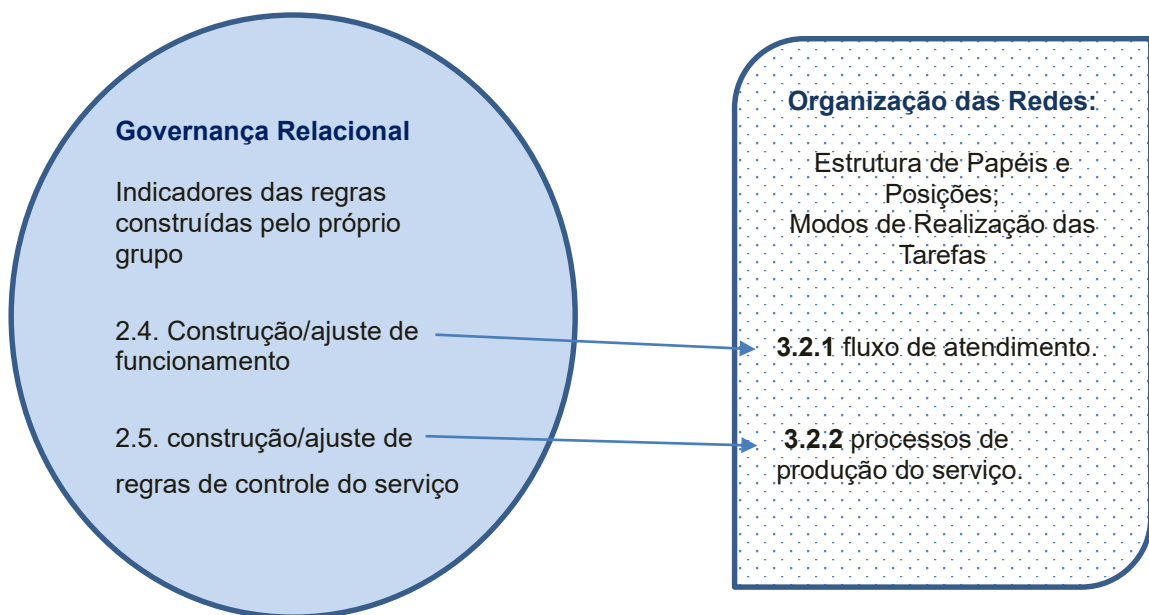 Governança Relacional
Indicadores das regras
construídas pelo próprio
grupo
2.4. Construção/ajuste de
funcionamento
2.5. construção/ajuste de
regras de controle do serviço
Organização das Redes:
Estrutura de Papéis e
Posições;
Modos de Realização das
Tarefas
3.2.1 fluxo de atendimento.
3.2.2 processos de
produção do serviço.